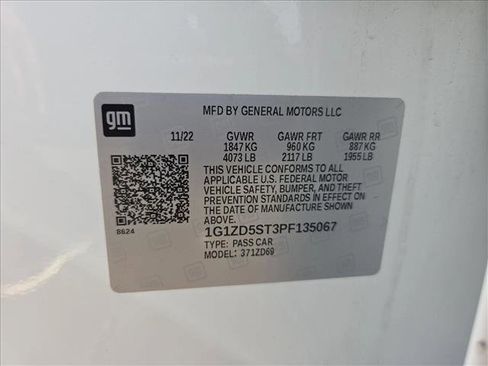 gm
MFD BY GENERAL MOTORS LLC
11/22 GVWR GAWR FRT GAWR RR
1847 KG 960 KG 887 KG
4073 LB 2117 LB 1955 LB
THIS VEHICLE CONFORMS TO ALL
APPLICABLE U.S. FEDERAL MOTOR
VEHICLE SAFETY, BUMPER, AND THEFT
PREVENTION STANDARDS IN EFFECT ON
THE DATE OF MANUFACTURE SHOWN ABOVE.
8624
1G1ZD5ST3PF135067
TYPE: PASS CAR
MODEL: 371ZD69